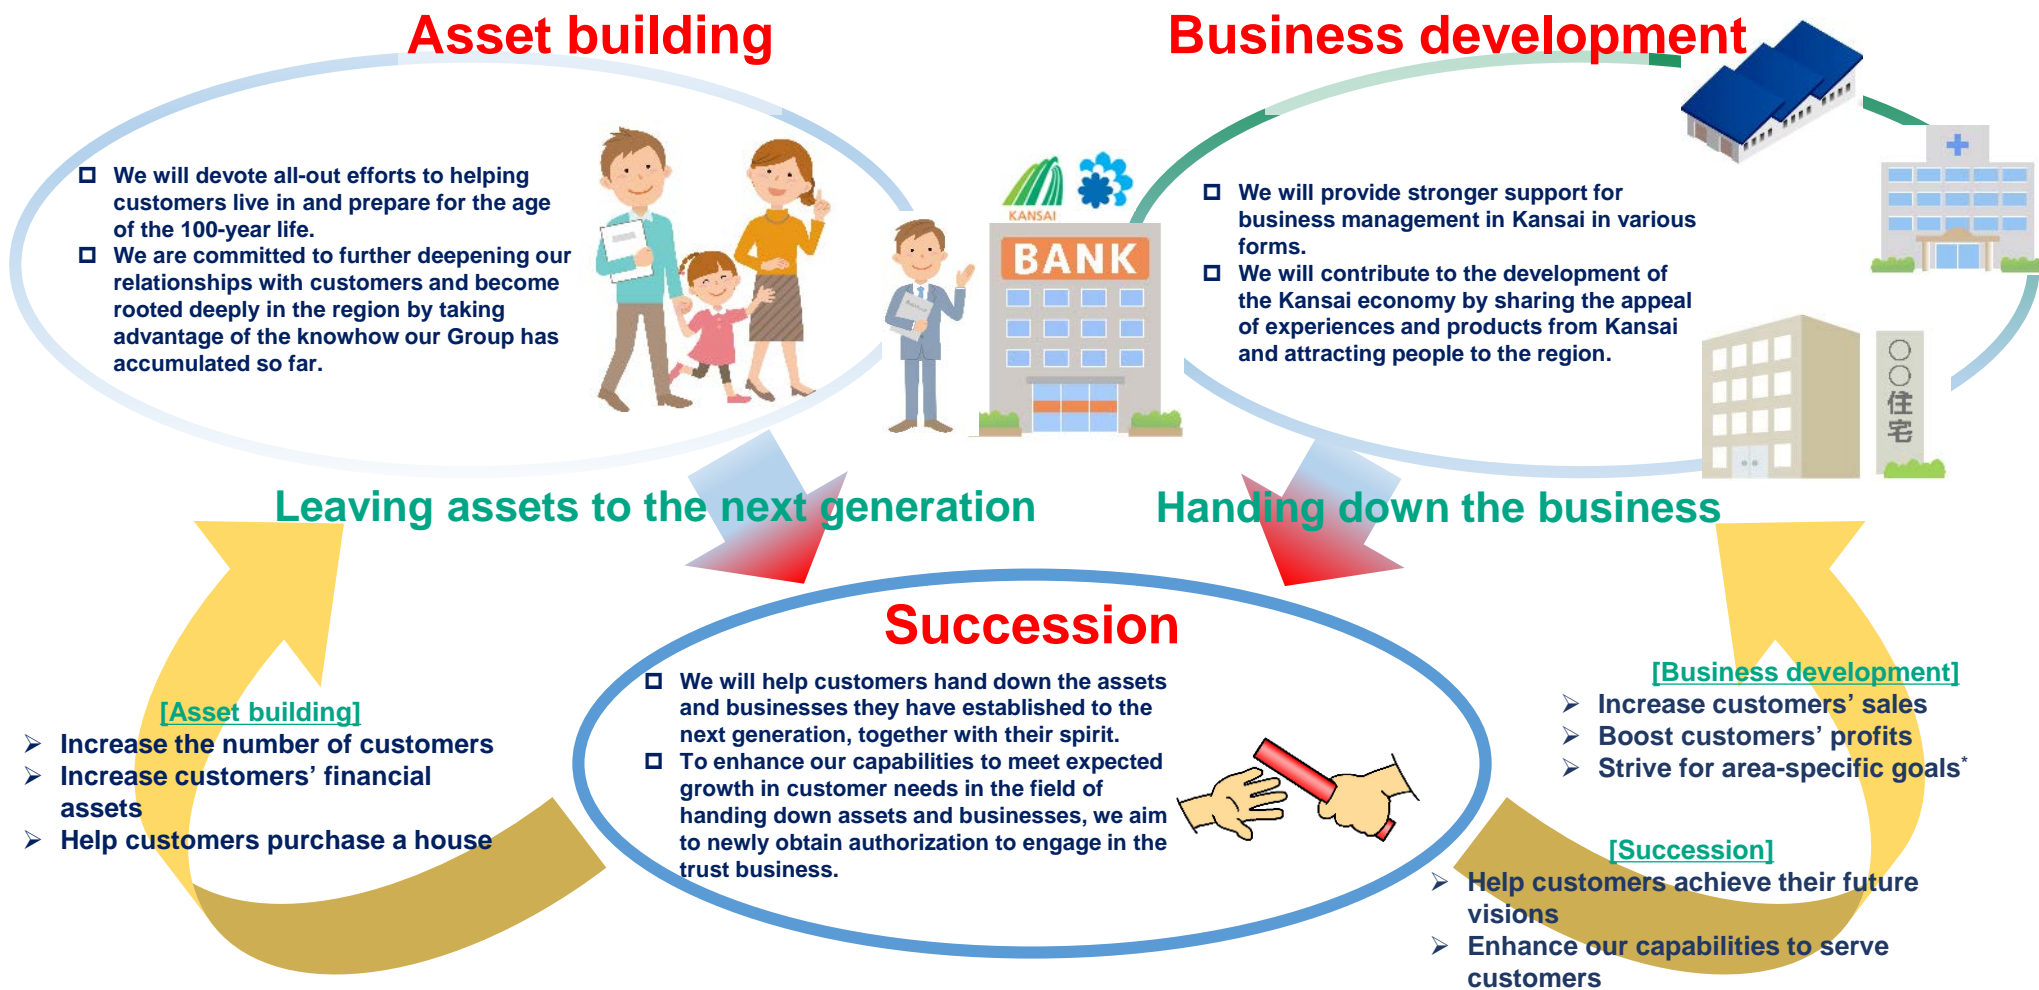 Asset building
Business development
❑ We will devote all-out efforts to helping
customers live in and prepare for the age
of the 100-year life.
❑ We are committed to further deepening our
relationships with customers and become
rooted deeply in the region by taking
advantage of the knowhow our Group has
accumulated so far.
KANSAI
BANK
❑ We will provide stronger support for
business management in Kansai in various
forms.
❑ We will contribute to the development of
the Kansai economy by sharing the appeal
of experiences and products from Kansai
and attracting people to the region.
〇〇住宅
Leaving assets to the next generation
Handing down the business
Succession
❑ We will help customers hand down the assets
and businesses they have established to the
next generation, together with their spirit.
❑ To enhance our capabilities to meet expected
growth in customer needs in the field of
handing down assets and businesses, we aim
to newly obtain authorization to engage in the
trust business.
[Asset building]
➢ Increase the number of customers
➢ Increase customers’ financial
assets
➢ Help customers purchase a house
[Business development]
➢ Increase customers’ sales
➢ Boost customers’ profits
➢ Strive for area-specific goals*
[Succession]
➢ Help customers achieve their future
visions
➢ Enhance our capabilities to serve
customers